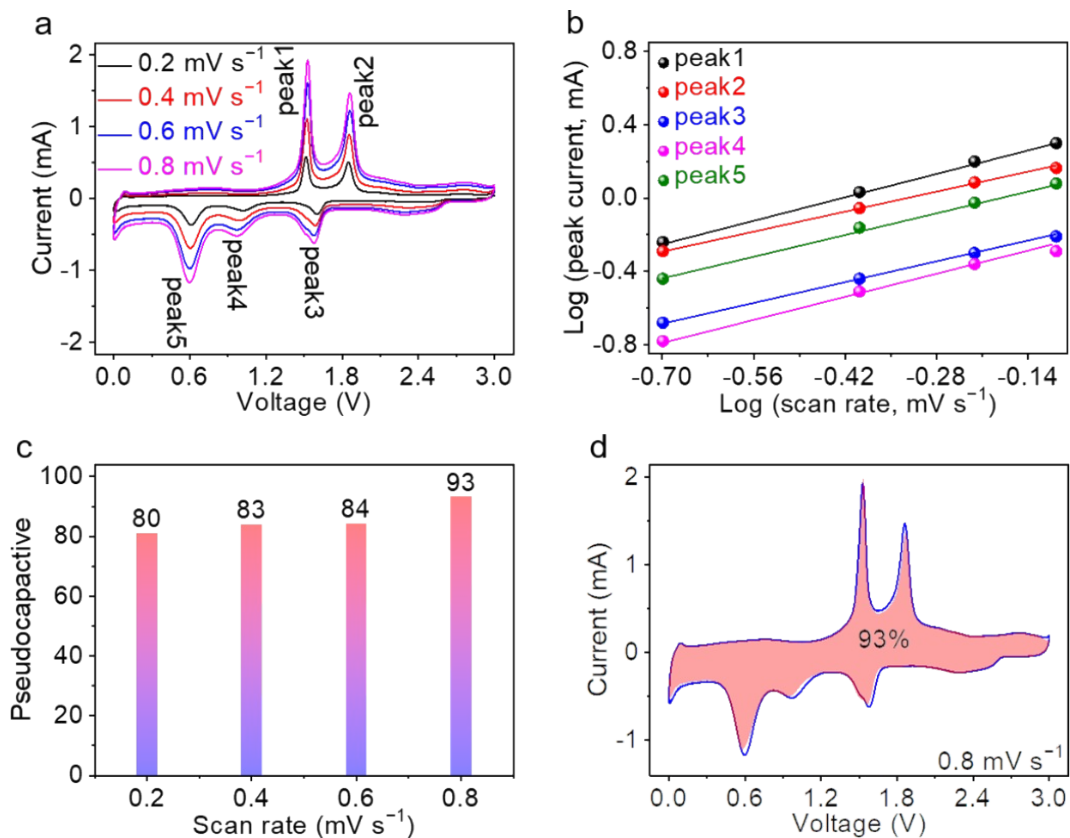 a
2
1
0
-1
-2
Current (mA)
0.2 mV s⁻¹
0.4 mV s⁻¹
0.6 mV s⁻¹
0.8 mV s⁻¹
peak1
peak2
peak3
peak4
peak5
0.0 0.6 1.2 1.8 2.4 3.0
Voltage (V)
b
0.8
0.4
0.0
-0.4
-0.8
Log (peak current, mA)
peak1
peak2
peak3
peak4
peak5
-0.70 -0.56 -0.42 -0.28 -0.14
Log (scan rate, mV s⁻¹)
c
100
80
60
40
20
0
Pseudocapactive
80
83
84
93
0.2 0.4 0.6 0.8
Scan rate (mV s⁻¹)
d
2
1
0
-1
Current (mA)
93%
0.8 mV s⁻¹
0.0 0.6 1.2 1.8 2.4 3.0
Voltage (V)